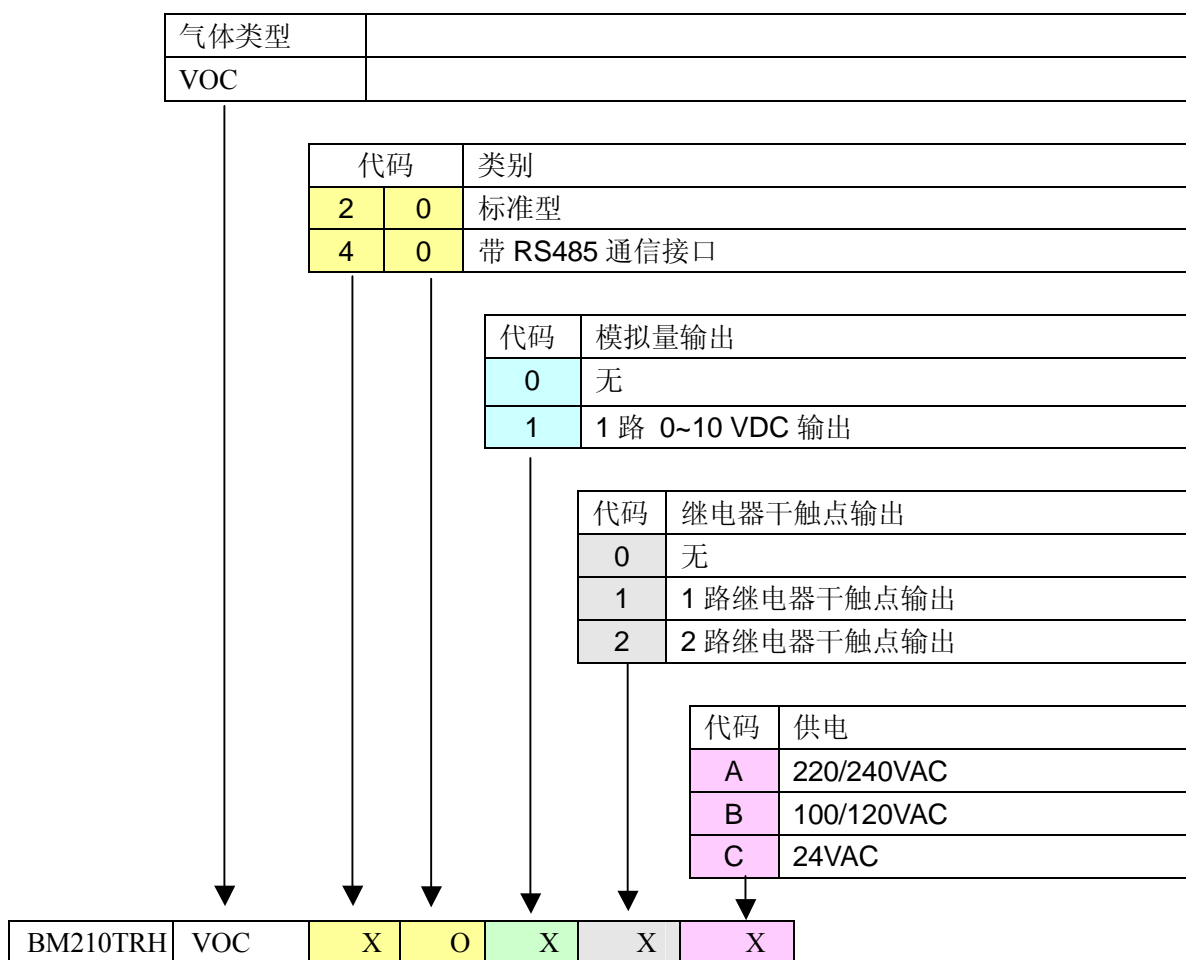 气体类型
VOC
代码 类别
2 0 标准型
4 0 带 RS485 通信接口
代码 模拟量输出
0 无
1 1 路 0~10 VDC 输出
代码 继电器干触点输出
0 无
1 1 路继电器干触点输出
2 2 路继电器干触点输出
代码 供电
A 220/240VAC
B 100/120VAC
C 24VAC
BM210TRH VOC X O X X X